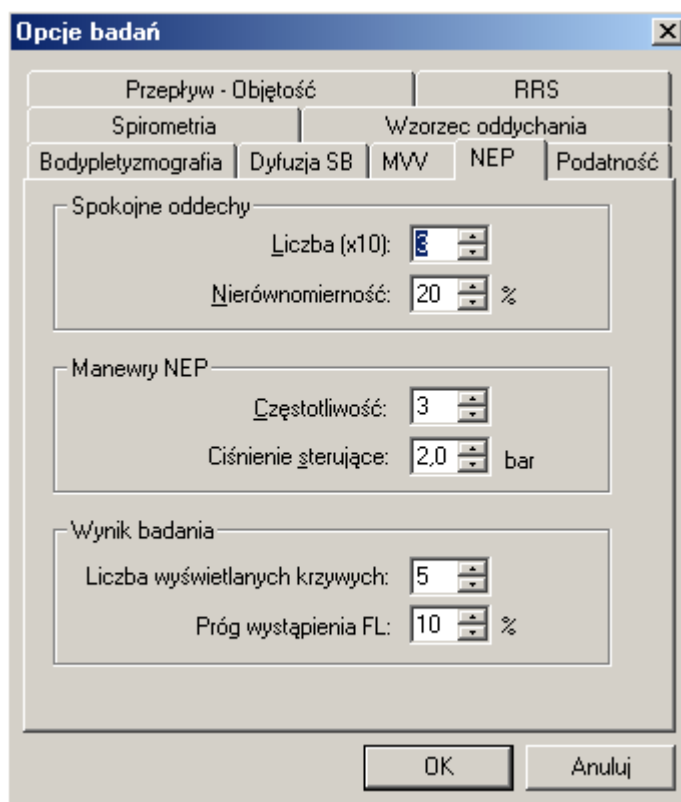 Opcje badań
Przepływ - Objętość RRS
Spirometria Wzorzec oddychania
Bodypletyzmografia Dyfuzja SB MVV NEP Podatność
Spokojne oddechy
Liczba (x10): 3
Nierównomierność: 20 %
Manewry NEP
Częstotliwość: 3
Ciśnienie sterujące: 2,0 bar
Wynik badania
Liczba wyświetlanych krzywych: 5
Próg wystąpienia FL: 10 %
OK Anuluj